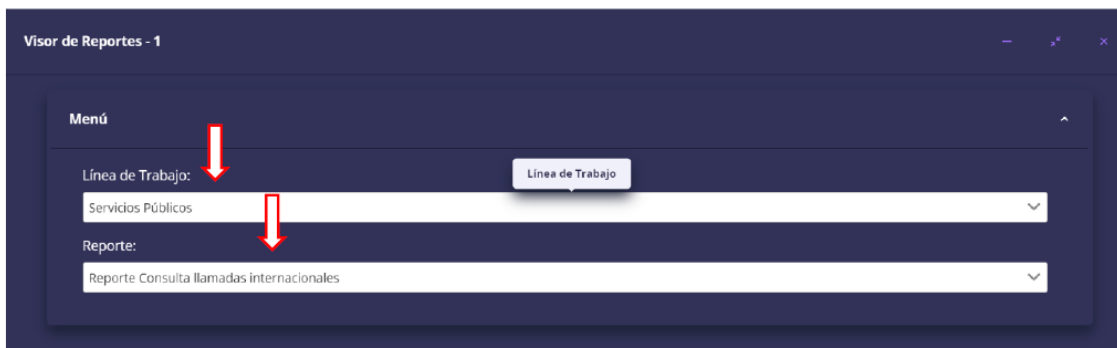 Visor de Reportes - 1
Menú
Línea de Trabajo:
Línea de Trabajo
Servicios Públicos
Reporte:
Reporte Consulta llamadas internacionales